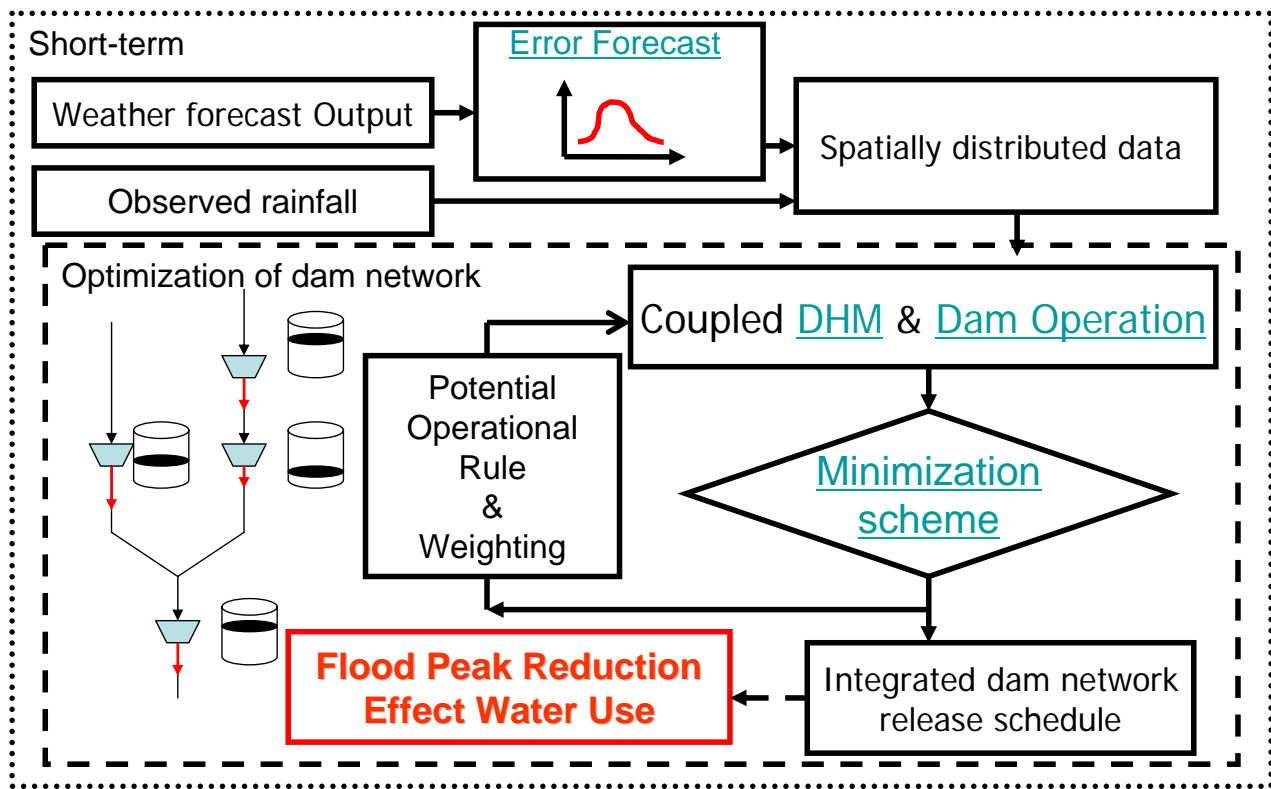 Short-term
Error Forecast
Weather forecast Output
Spatially distributed data
Observed rainfall
Optimization of dam network
Coupled DHM & Dam Operation
Potential
Operational
Rule
&
Weighting
Minimization
scheme
Flood Peak Reduction
Effect Water Use
Integrated dam network
release schedule